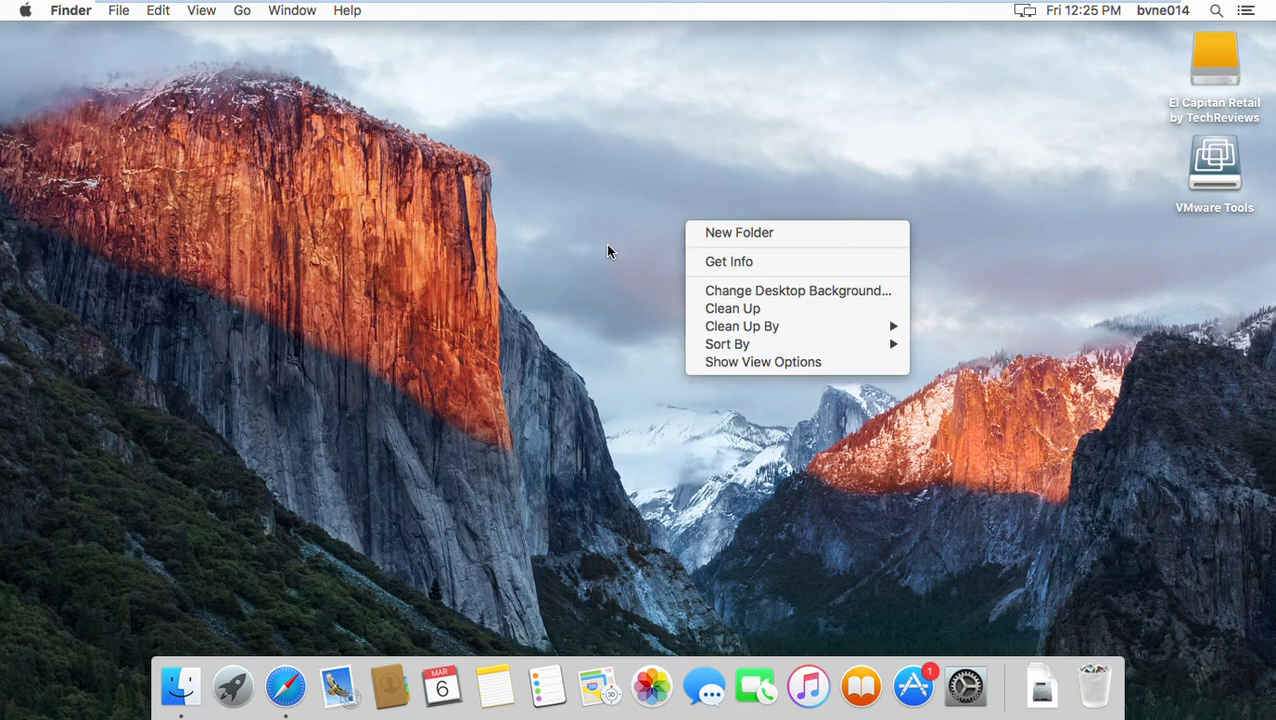 Finder File Edit View Go Window Help Fri 12:25 PM bvne014
El Capitan Retail
by TechReviews
VMware Tools
New Folder
Get Info
Change Desktop Background...
Clean Up
Clean Up By
Sort By
Show View Options
MAR
6
30
1